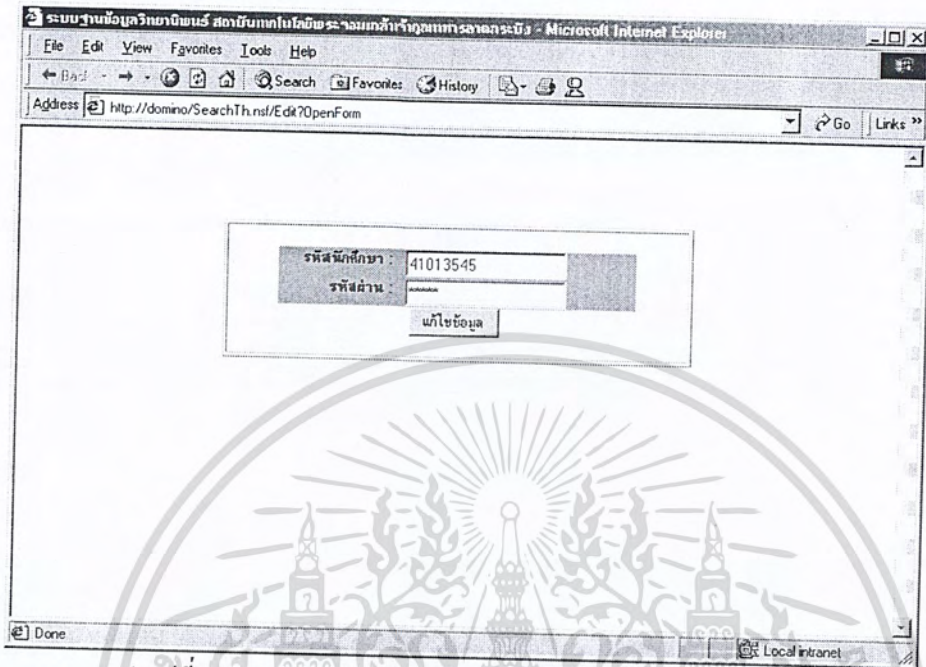 ระบบฐานข้อมูลวิทยานิพนธ์ สถาบันเทคโนโลยีพระจอมเกล้าเจ้าคุณทหารลาดกระบัง - Microsoft Internet Explorer
File Edit View Favorites Tools Help
Back Search Favorites History
Address http://domino/SearchTh.nsf/Edit?OpenForm Go Links »
รหัสนักศึกษา : 41013545
รหัสผ่าน : ******
แก้ไขข้อมูล
Done Local intranet